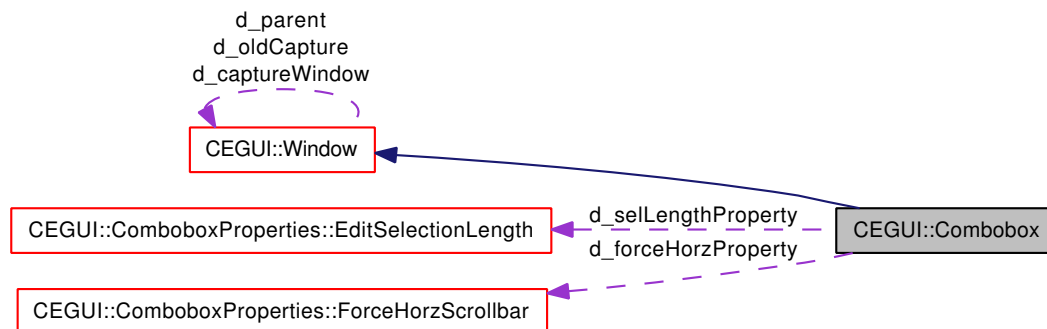 d_parent
d_oldCapture
d_captureWindow
CEGUI::Window
CEGUI::ComboboxProperties::EditSelectionLength
d_selLengthProperty
CEGUI::Combobox
d_forceHorzProperty
CEGUI::ComboboxProperties::ForceHorzScrollbar